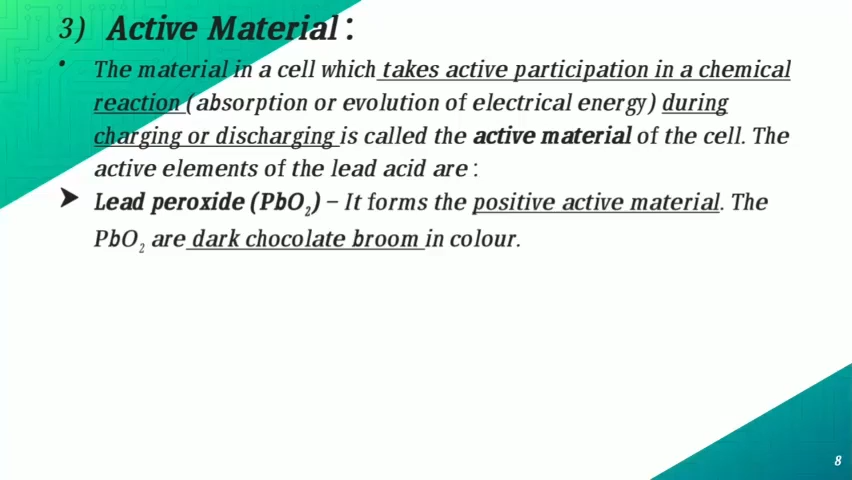 3) Active Material :
• The material in a cell which takes active participation in a chemical
reaction (absorption or evolution of electrical energy) during
charging or discharging is called the active material of the cell. The
active elements of the lead acid are :
➤ Lead peroxide (PbO₂) – It forms the positive active material. The
PbO₂ are dark chocolate broom in colour.
8